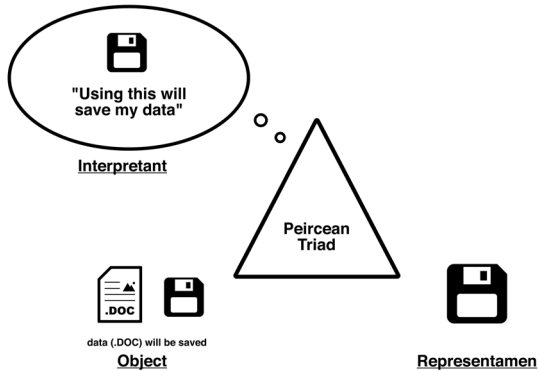 "Using this will
save my data"
Interpretant
Peircean
Triad
.DOC
data (.DOC) will be saved
Object
Representamen